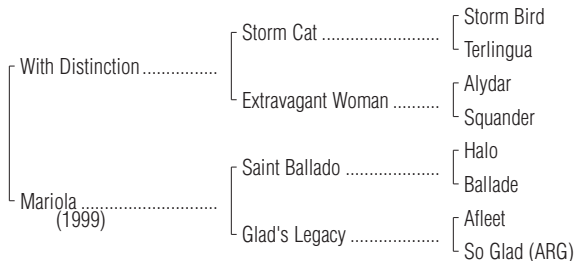 Storm Bird
Storm Cat ........................
Terlingua
With Distinction ...............
Alydar
Extravagant Woman ..........
Squander
Halo
Saint Ballado ...................
Ballade
Mariola ...........................
(1999)
Afleet
Glad's Legacy ..................
So Glad (ARG)